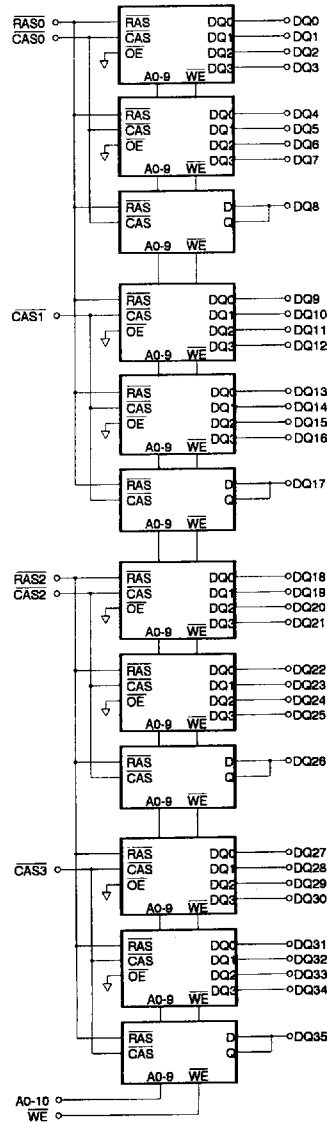 RAS0 RAS DQ0 DQ0
CAS0 CAS DQ1 DQ1
OE DQ2 DQ2
DQ3 DQ3
A0-9 WE
RAS DQ0 DQ4
CAS DQ1 DQ5
OE DQ2 DQ6
DQ3 DQ7
A0-9 WE
RAS D DQ8
CAS Q
A0-9 WE
RAS DQ0 DQ9
CAS1 CAS DQ1 DQ10
OE DQ2 DQ11
DQ3 DQ12
A0-9 WE
RAS DQ0 DQ13
CAS DQ1 DQ14
OE DQ2 DQ15
DQ3 DQ16
A0-9 WE
RAS D DQ17
CAS Q
A0-9 WE
RAS2 RAS DQ0 DQ18
CAS2 CAS DQ1 DQ19
OE DQ2 DQ20
DQ3 DQ21
A0-9 WE
RAS DQ0 DQ22
CAS DQ1 DQ23
OE DQ2 DQ24
DQ3 DQ25
A0-9 WE
RAS D DQ26
CAS Q
A0-9 WE
RAS DQ0 DQ27
CAS3 CAS DQ1 DQ28
OE DQ2 DQ29
DQ3 DQ30
A0-9 WE
RAS DQ0 DQ31
CAS DQ1 DQ32
OE DQ2 DQ33
DQ3 DQ34
A0-9 WE
RAS D DQ35
CAS Q
A0-9 WE
A0-10
WE